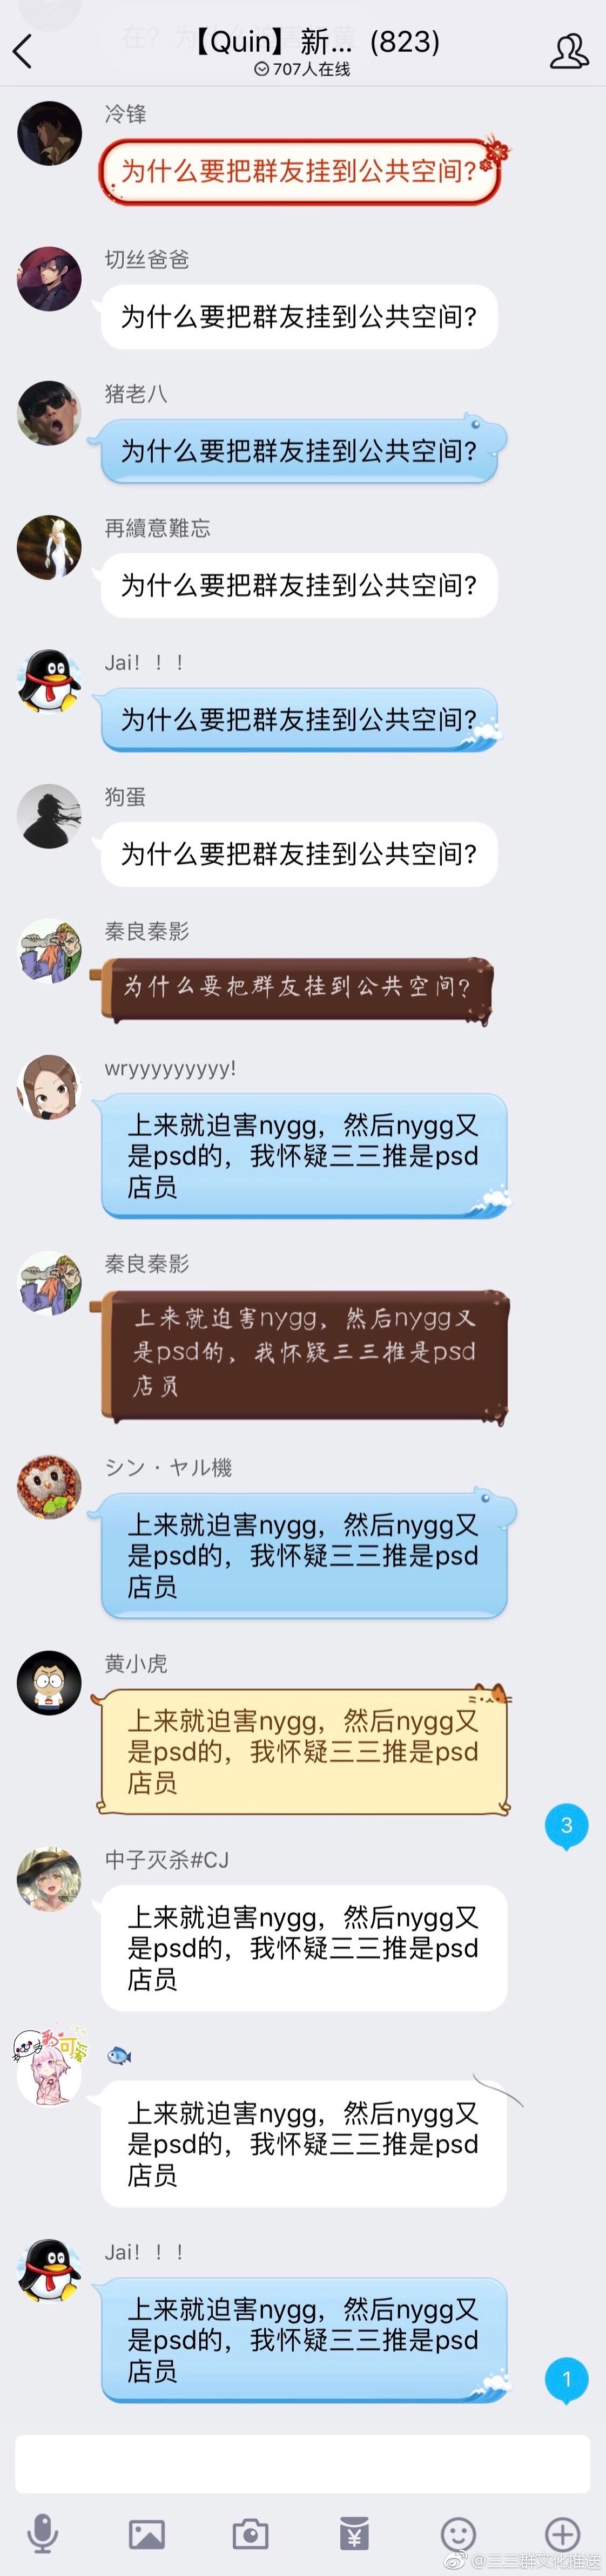 【Quin】新... (823)
707人在线
冷锋
为什么要把群友挂到公共空间?
切丝爸爸
为什么要把群友挂到公共空间?
猪老八
为什么要把群友挂到公共空间?
再續意難忘
为什么要把群友挂到公共空间?
Jai！！！
为什么要把群友挂到公共空间?
狗蛋
为什么要把群友挂到公共空间?
秦良秦影
为什么要把群友挂到公共空间?
wryyyyyyyyy!
上来就迫害nygg，然后nygg又
是psd的，我怀疑三三推是psd
店员
秦良秦影
上来就迫害nygg，然后nygg又
是psd的，我怀疑三三推是psd
店员
シン・ヤル機
上来就迫害nygg，然后nygg又
是psd的，我怀疑三三推是psd
店员
黄小虎
上来就迫害nygg，然后nygg又
是psd的，我怀疑三三推是psd
店员
3
中子灭杀#CJ
上来就迫害nygg，然后nygg又
是psd的，我怀疑三三推是psd
店员
上来就迫害nygg，然后nygg又
是psd的，我怀疑三三推是psd
店员
Jai！！！
上来就迫害nygg，然后nygg又
是psd的，我怀疑三三推是psd
店员
1
@三三群文化推送